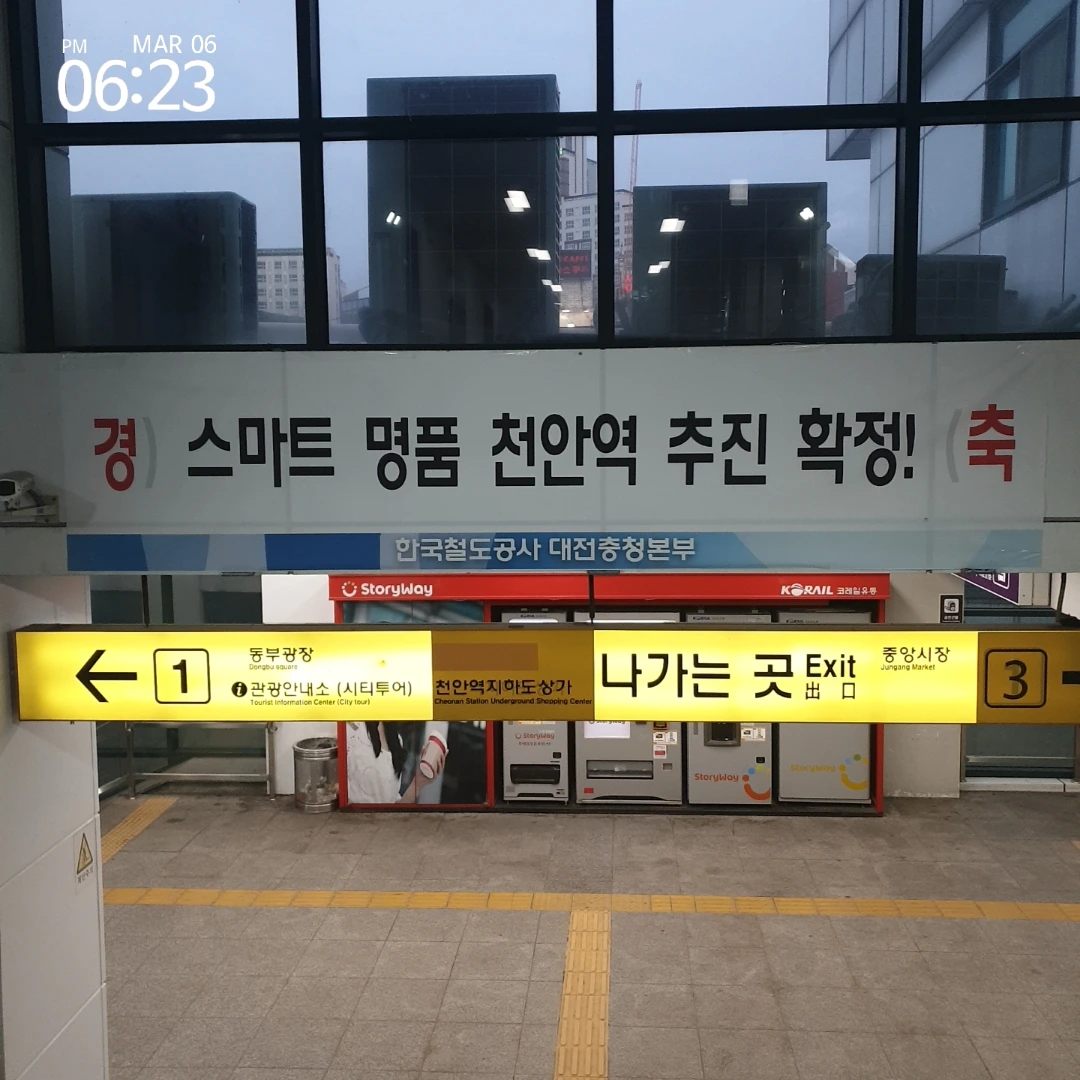 PM MAR 06
06:23
경) 스마트 명품 천안역 추진 확정! (축
한국철도공사 대전충청본부
StoryWay
KORAIL 코레일유통
← 1 동부광장
Dongbu square
관광안내소 (시티투어)
Tourist Information Center (City tour)
천안역지하도상가
Cheonan Station Underground Shopping Center
나가는 곳 Exit
出口
중앙시장
Jungang Market
3
StoryWay
StoryWay
StoryWay
StoryWay